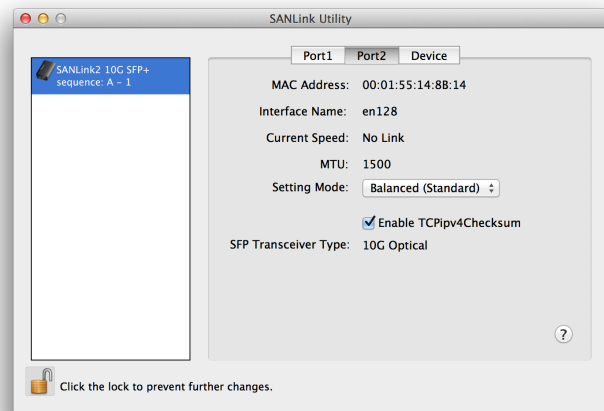 SANLink Utility
Port1 Port2 Device
SANLink2 10G SFP+
sequence: A - 1
MAC Address: 00:01:55:14:8B:14
Interface Name: en128
Current Speed: No Link
MTU: 1500
Setting Mode: Balanced (Standard)
Enable TCPipv4Checksum
SFP Transceiver Type: 10G Optical
?
Click the lock to prevent further changes.